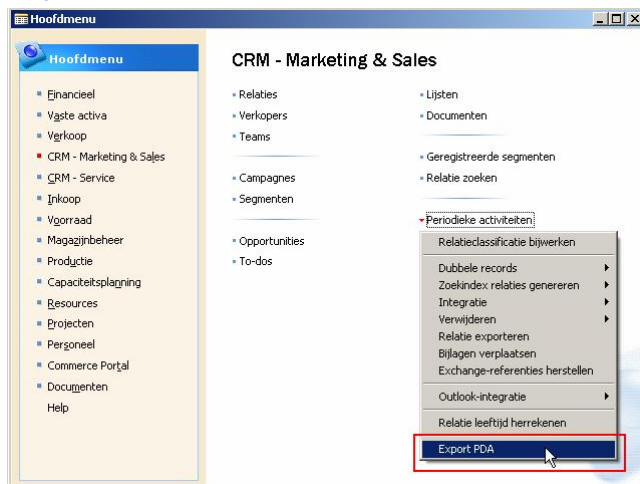 Hoofdmenu
Hoofdmenu
Financieel
Vaste activa
Verkoop
CRM - Marketing & Sales
CRM - Service
Inkoop
Voorraad
Magazijnbeheer
Productie
Capaciteitsplanning
Resources
Projecten
Personeel
Commerce Portal
Documenten
Help
CRM - Marketing & Sales
Relaties
Verkopers
Teams
Campagnes
Segmenten
Opportunities
To-dos
Lijsten
Documenten
Geregistreerde segmenten
Relatie zoeken
Periodieke activiteiten
Relatieclassificatie bijwerken
Dubbele records
Zoekindex relaties genereren
Integratie
Verwijderen
Relatie exporteren
Bijlagen verplaatsen
Exchange-referenties herstellen
Outlook-integratie
Relatie leeftijd herrekenen
Export PDA